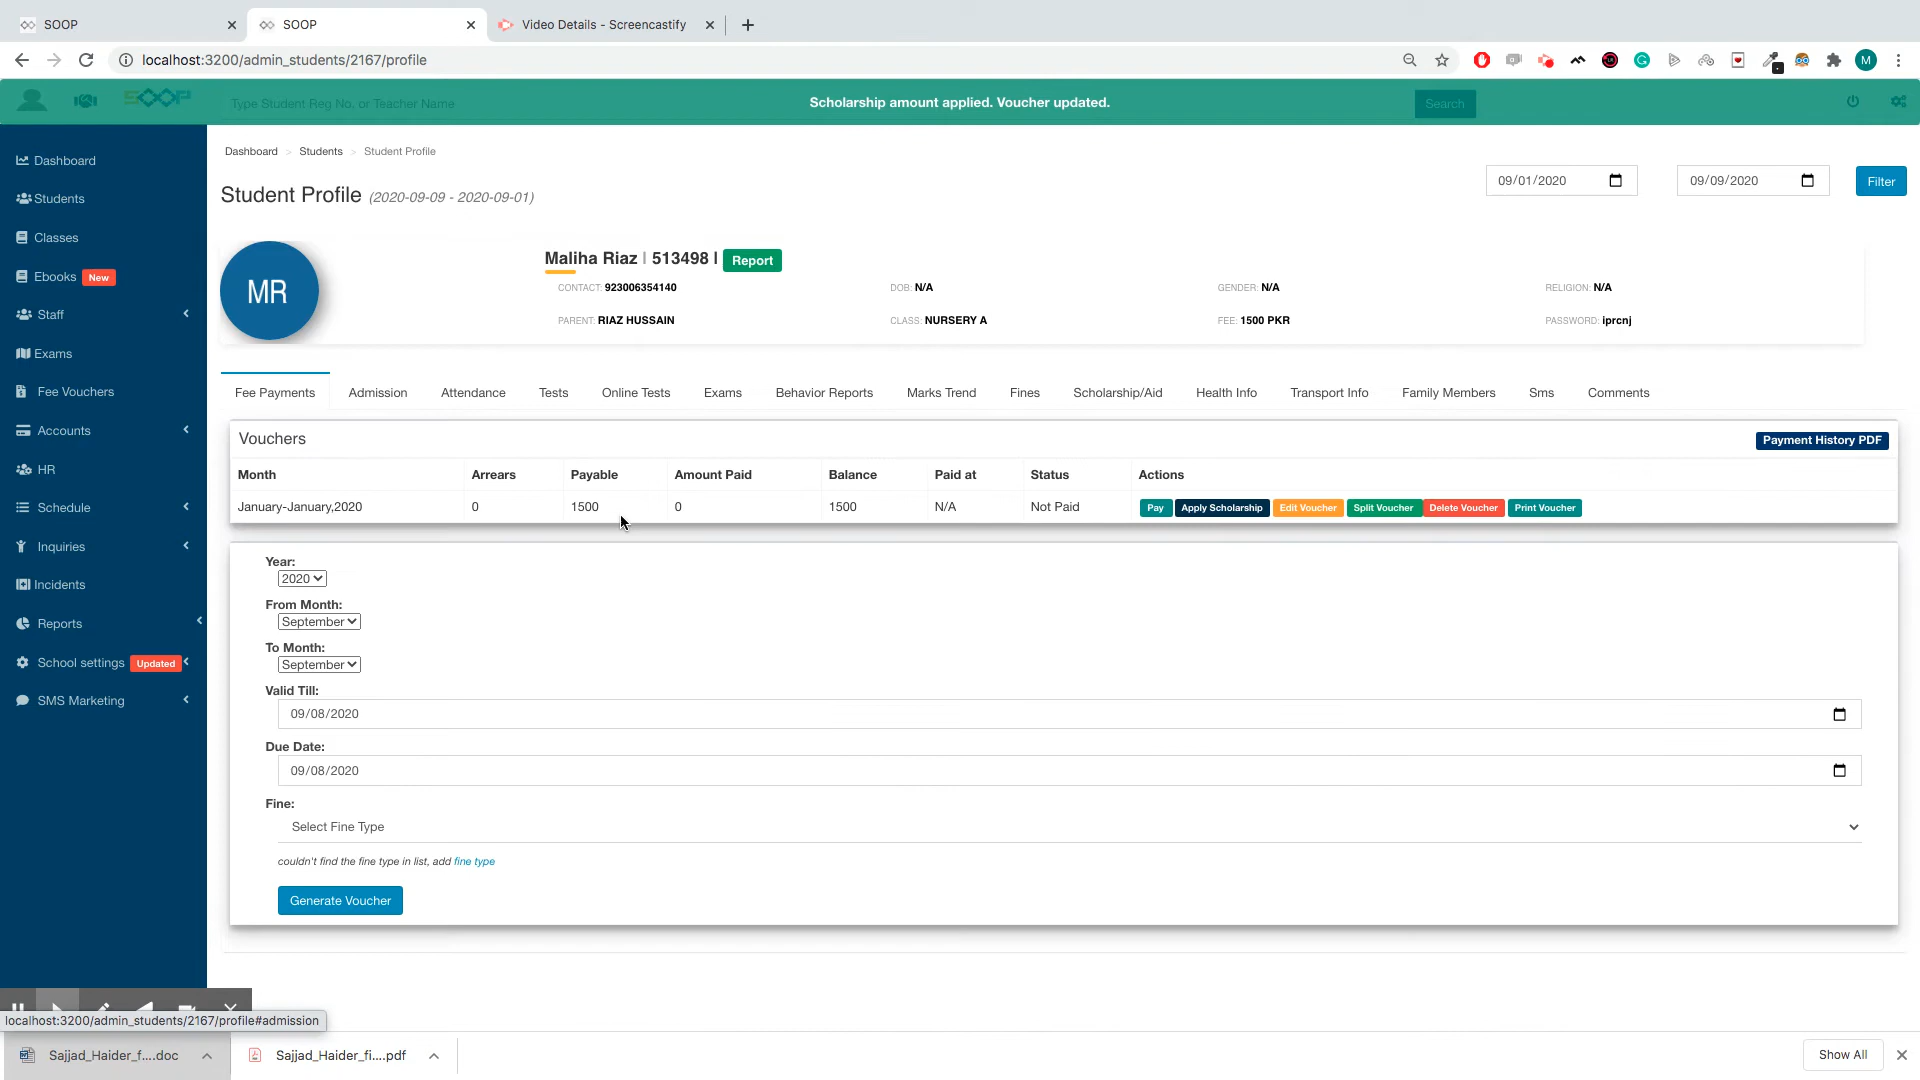 SOOP
SOOP
Video Details - Screencastify
localhost:3200/admin_students/2167/profile
M
SOOP
Type Student Reg No. or Teacher Name
Scholarship amount applied. Voucher updated.
Search
Dashboard
Students
Classes
Ebooks New
Staff
Exams
Fee Vouchers
Accounts
HR
Schedule
Inquiries
Incidents
Reports
School settings Updated
SMS Marketing
Dashboard > Students > Student Profile
Student Profile (2020-09-09 - 2020-09-01)
09/01/2020
09/09/2020
Filter
MR
Maliha Riaz | 513498 | Report
CONTACT: 923006354140
DOB: N/A
GENDER: N/A
RELIGION: N/A
PARENT: RIAZ HUSSAIN
CLASS: NURSERY A
FEE: 1500 PKR
PASSWORD: iprcnj
Fee Payments Admission Attendance Tests Online Tests Exams Behavior Reports Marks Trend Fines Scholarship/Aid Health Info Transport Info Family Members Sms Comments
Vouchers
Payment History PDF
Month Arrears Payable Amount Paid Balance Paid at Status Actions
January-January,2020 0 1500 0 1500 N/A Not Paid Pay Apply Scholarship Edit Voucher Split Voucher Delete Voucher Print Voucher
Year:
2020
From Month:
September
To Month:
September
Valid Till:
09/08/2020
Due Date:
09/08/2020
Fine:
Select Fine Type
couldn't find the fine type in list, add fine type
Generate Voucher
localhost:3200/admin_students/2167/profile#admission
Sajjad_Haider_f....doc
Sajjad_Haider_fi....pdf
Show All